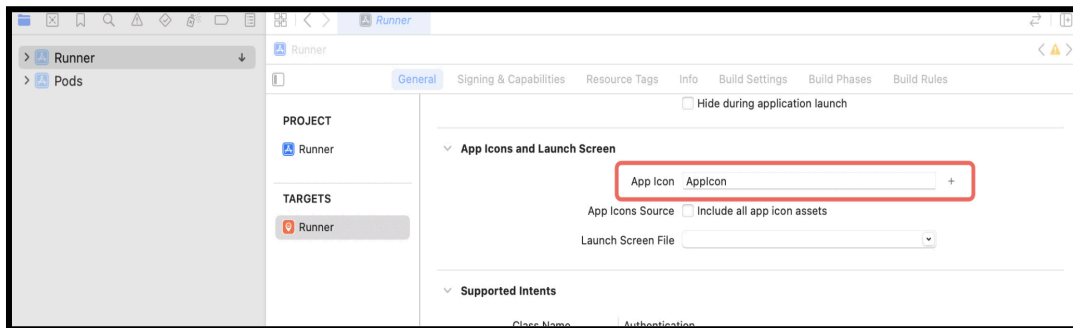 Runner
Runner
Pods
Runner
General Signing & Capabilities Resource Tags Info Build Settings Build Phases Build Rules
Hide during application launch
PROJECT
Runner
App Icons and Launch Screen
App Icon AppIcon
TARGETS
App Icons Source Include all app icon assets
Runner
Launch Screen File
Supported Intents
Class Name Authentication